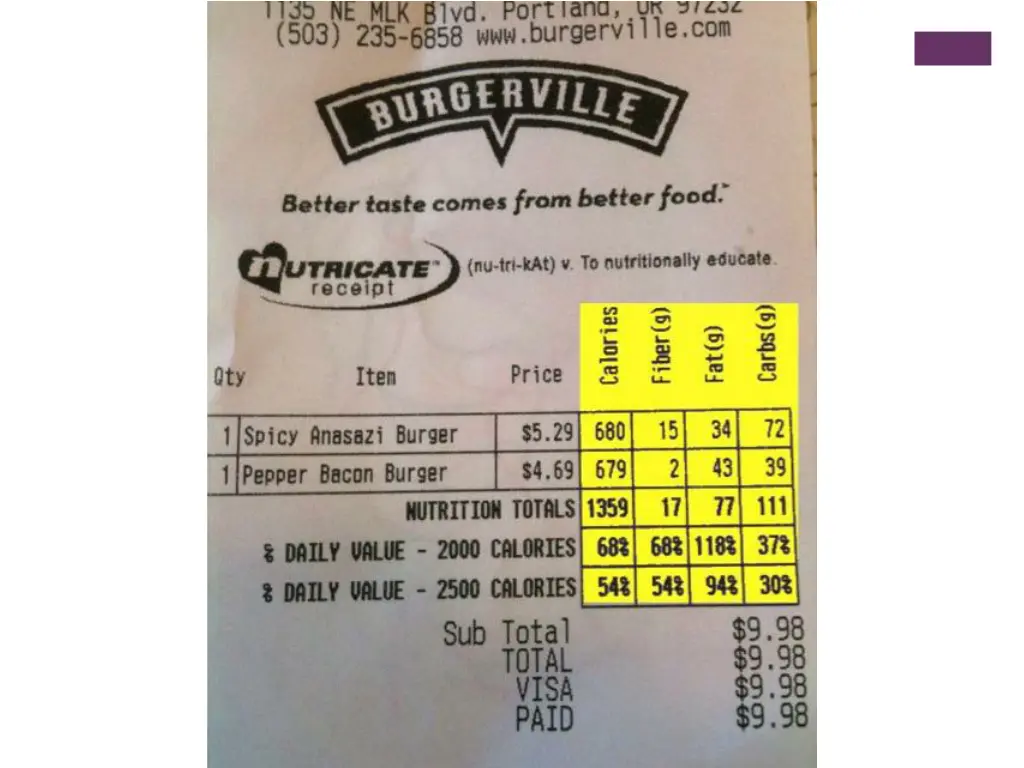 1135 NE MLK Blvd. Portland, OR 97232
(503) 235-6858 www.burgerville.com
BURGERVILLE
Better taste comes from better food.™
NUTRICATE™ receipt (nu-tri-kAt) v. To nutritionally educate.
Qty Item Price Calories Fiber(g) Fat(g) Carbs(g)
1 Spicy Anasazi Burger $5.29 680 15 34 72
1 Pepper Bacon Burger $4.69 679 2 43 39
NUTRITION TOTALS 1359 17 77 111
% DAILY VALUE - 2000 CALORIES 68% 68% 118% 37%
% DAILY VALUE - 2500 CALORIES 54% 54% 94% 30%
Sub Total $9.98
TOTAL $9.98
VISA $9.98
PAID $9.98